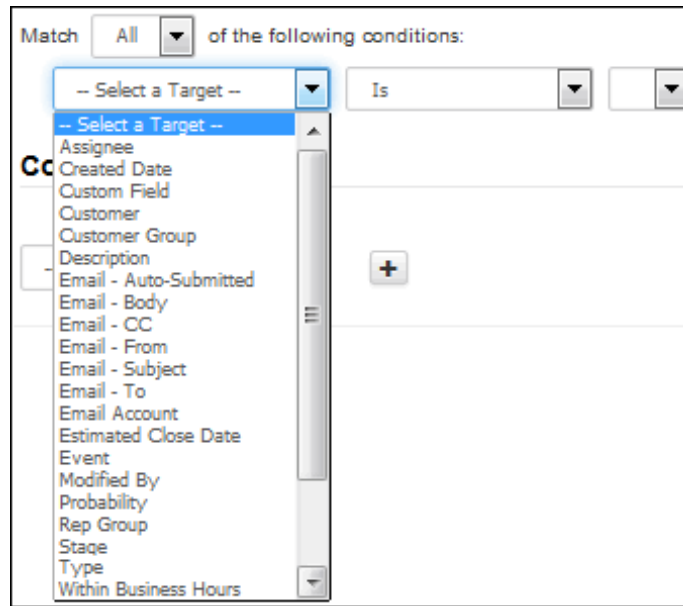 Match All of the following conditions:
-- Select a Target -- Is
-- Select a Target --
Assignee
Created Date
Custom Field
Customer
Customer Group
Description
Email - Auto-Submitted
Email - Body
Email - CC
Email - From
Email - Subject
Email - To
Email Account
Estimated Close Date
Event
Modified By
Probability
Rep Group
Stage
Type
Within Business Hours